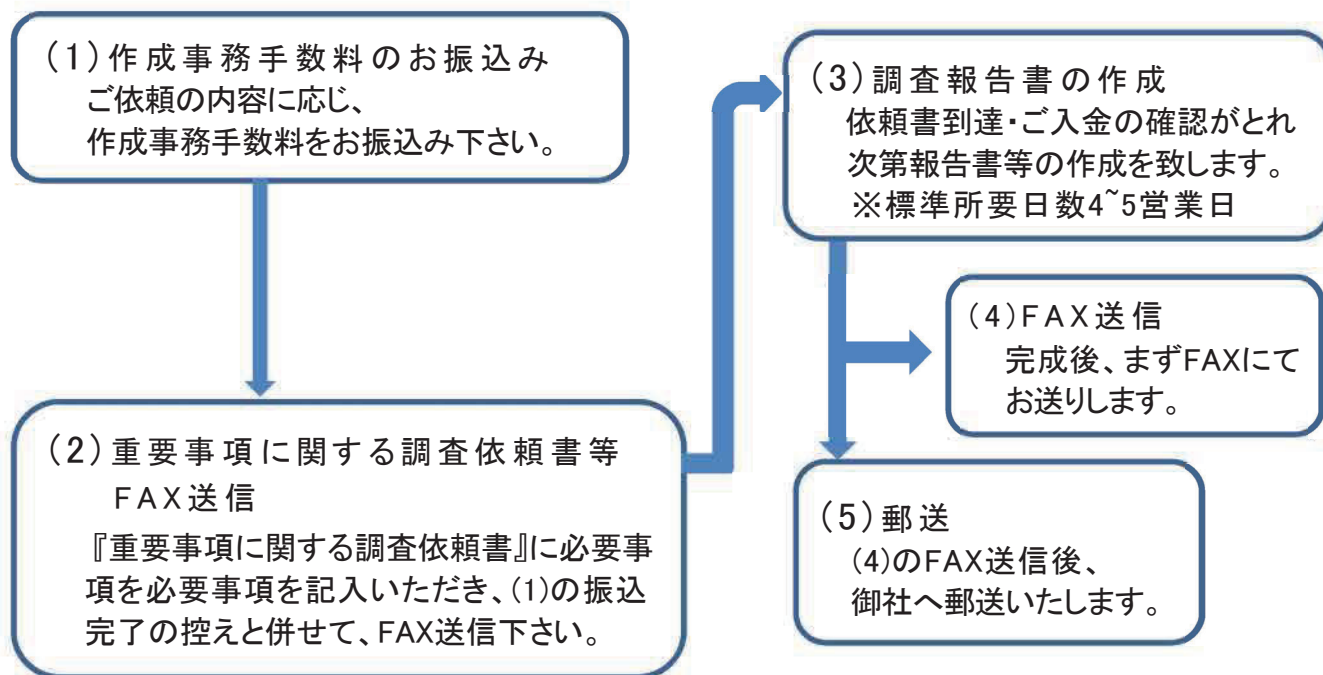 (1)作成事務手数料のお振込み
ご依頼の内容に応じ、
作成事務手数料をお振込み下さい。
(2)重要事項に関する調査依頼書等
FAX送信
『重要事項に関する調査依頼書』に必要事
項を必要事項を記入いただき、(1)の振込
完了の控えと併せて、FAX送信下さい。
(3)調査報告書の作成
依頼書到達・ご入金の確認がとれ
次第報告書等の作成を致します。
※標準所要日数4~5営業日
(4)FAX送信
完成後、まずFAXにて
お送りします。
(5)郵送
(4)のFAX送信後、
御社へ郵送いたします。